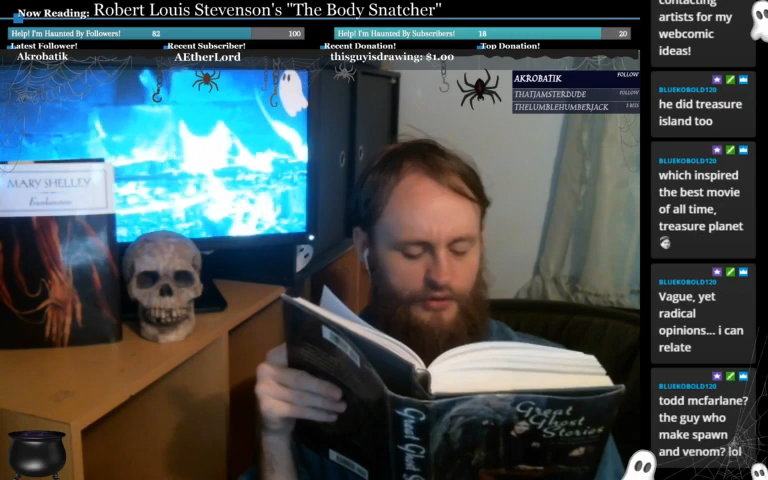 Now Reading: Robert Louis Stevenson's "The Body Snatcher"
Help! I'm Haunted By Followers! 82 100
Help! I'm Haunted By Subscribers! 18 20
Latest Follower!
Akrobatik
Recent Subscriber!
AEtherLord
Recent Donation!
thisguyisdrawing: $1.00
Top Donation!
AKROBATIK FOLLOW
THATJAMSTERDUDE FOLLOW
THELUMBLEHUMBERJACK
MARY SHELLEY
Frankenstein
Great
Ghost
Stories
Great Ghost
contacting
artists for my
webcomic
ideas!
BLUEKOBOLD120
he did treasure
island too
BLUEKOBOLD120
which inspired
the best movie
of all time,
treasure planet
BLUEKOBOLD120
Vague, yet
radical
opinions... i can
relate
BLUEKOBOLD120
todd mcfarlane?
the guy who
make spawn
and venom? lol